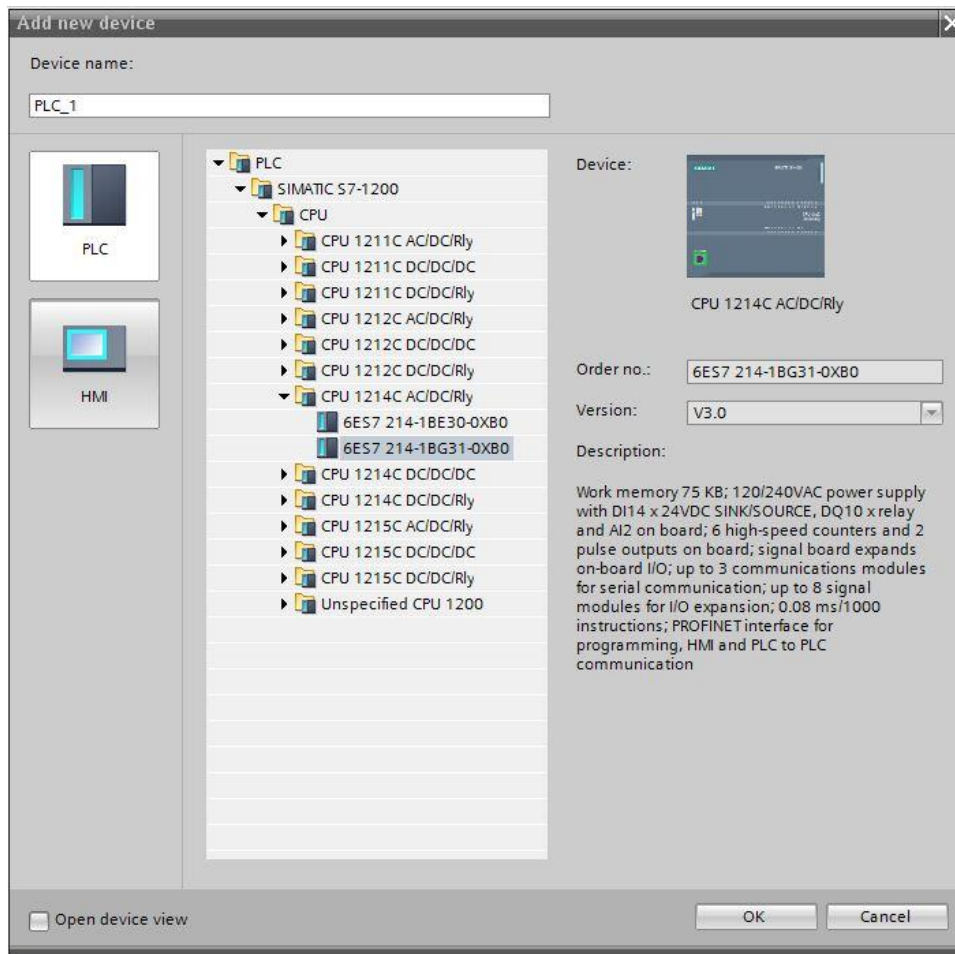 Add new device
Device name:
PLC_1
PLC
HMI
PLC
SIMATIC S7-1200
CPU
CPU 1211C AC/DC/Rly
CPU 1211C DC/DC/DC
CPU 1211C DC/DC/Rly
CPU 1212C AC/DC/Rly
CPU 1212C DC/DC/DC
CPU 1212C DC/DC/Rly
CPU 1214C AC/DC/Rly
6ES7 214-1BE30-0XB0
6ES7 214-1BG31-0XB0
CPU 1214C DC/DC/DC
CPU 1214C DC/DC/Rly
CPU 1215C AC/DC/Rly
CPU 1215C DC/DC/DC
CPU 1215C DC/DC/Rly
Unspecified CPU 1200
Device:
CPU 1214C AC/DC/Rly
Order no.:
6ES7 214-1BG31-0XB0
Version:
V3.0
Description:
Work memory 75 KB; 120/240VAC power supply
with DI14 x 24VDC SINK/SOURCE, DQ10 x relay
and AI2 on board; 6 high-speed counters and 2
pulse outputs on board; signal board expands
on-board I/O; up to 3 communications modules
for serial communication; up to 8 signal
modules for I/O expansion; 0.08 ms/1000
instructions; PROFINET interface for
programming, HMI and PLC to PLC
communication
Open device view
OK
Cancel